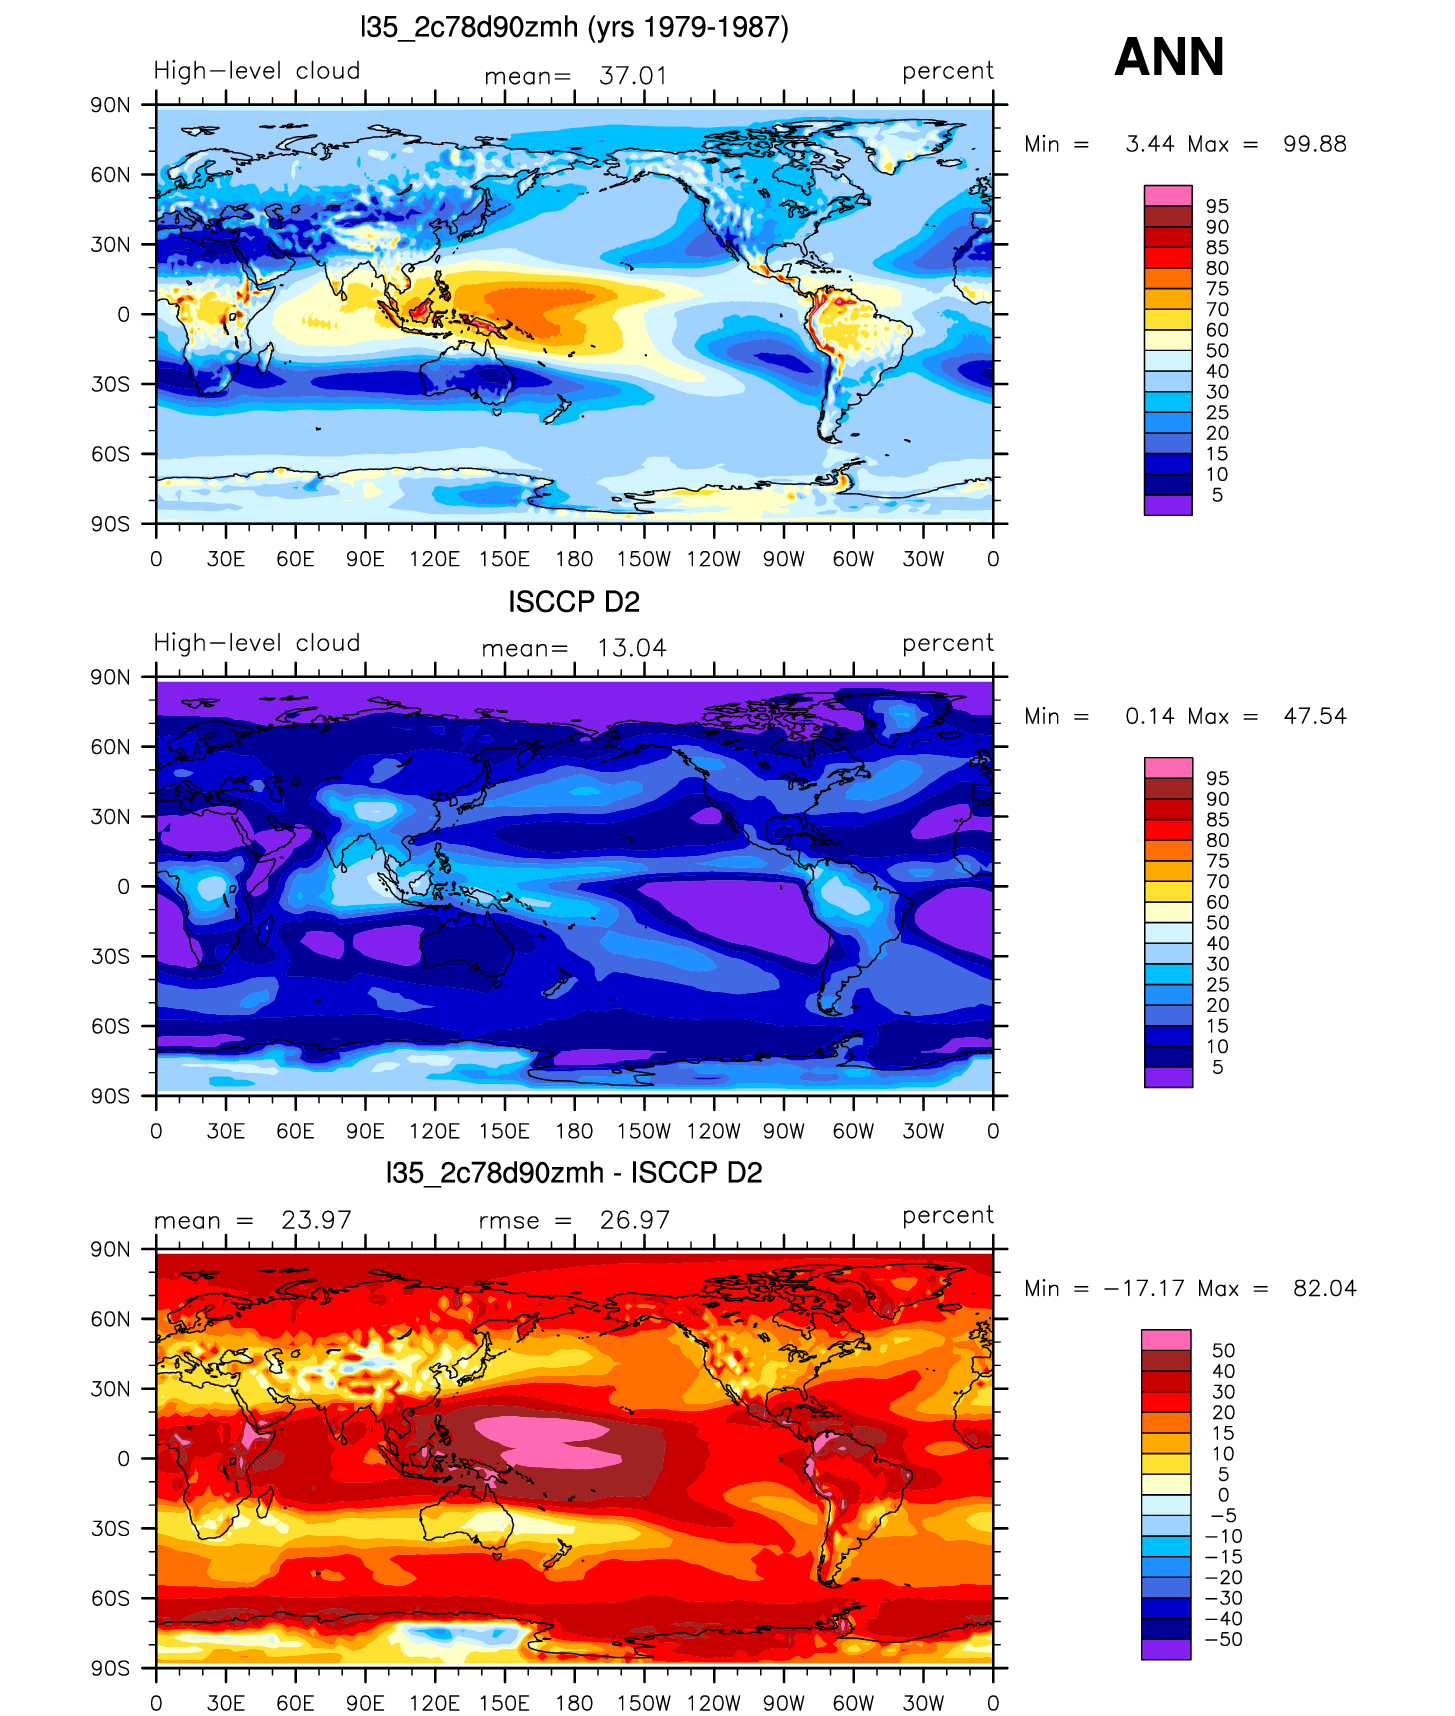 l35_2c78d90zmh (yrs 1979-1987)
ANN
High-level cloud mean= 37.01 percent
Min = 3.44 Max = 99.88
90N
60N
30N
0
30S
60S
90S
0 30E 60E 90E 120E 150E 180 150W 120W 90W 60W 30W 0
95
90
85
80
75
70
60
50
40
30
25
20
15
10
5
ISCCP D2
High-level cloud mean= 13.04 percent
Min = 0.14 Max = 47.54
90N
60N
30N
0
30S
60S
90S
0 30E 60E 90E 120E 150E 180 150W 120W 90W 60W 30W 0
95
90
85
80
75
70
60
50
40
30
25
20
15
10
5
l35_2c78d90zmh - ISCCP D2
mean = 23.97 rmse = 26.97 percent
Min = -17.17 Max = 82.04
90N
60N
30N
0
30S
60S
90S
0 30E 60E 90E 120E 150E 180 150W 120W 90W 60W 30W 0
50
40
30
20
15
10
5
0
-5
-10
-15
-20
-30
-40
-50